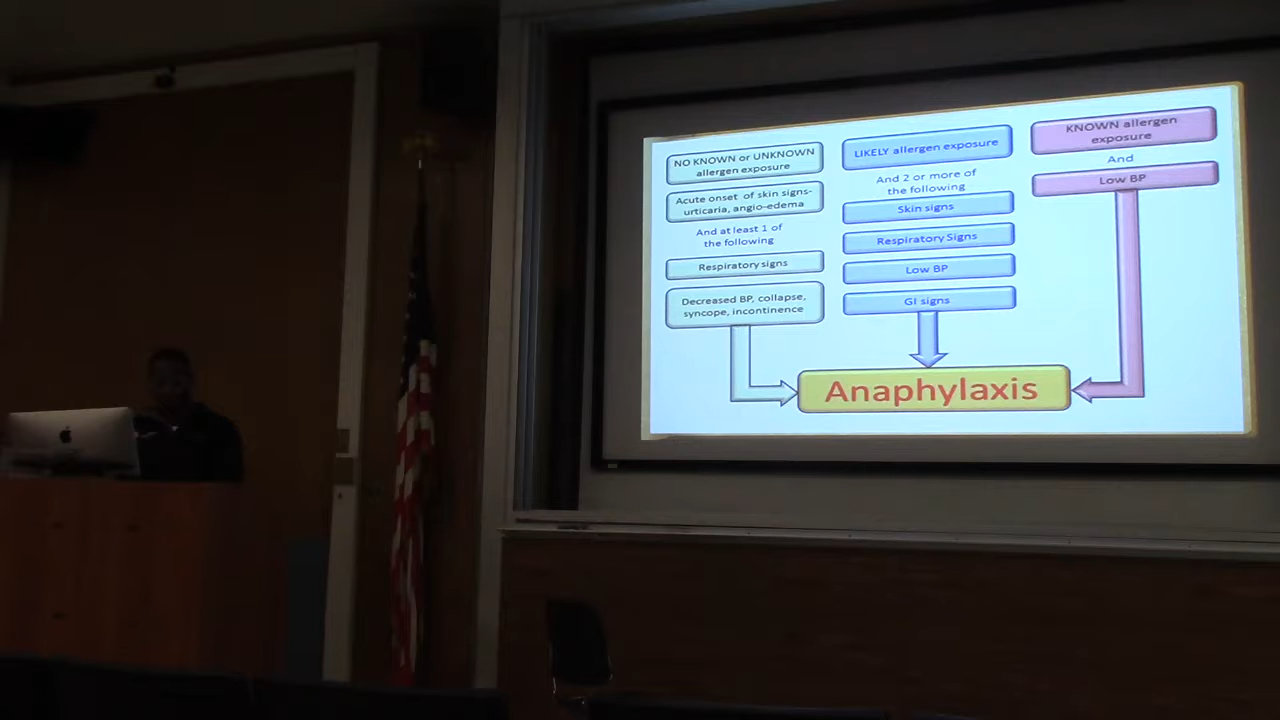 NO KNOWN or UNKNOWN
allergen exposure
Acute onset of skin signs-
urticaria, angio-edema
And at least 1 of
the following
Respiratory signs
Decreased BP, collapse,
syncope, incontinence
LIKELY allergen exposure
And 2 or more of
the following
Skin signs
Respiratory Signs
Low BP
GI signs
KNOWN allergen
exposure
And
Low BP
Anaphylaxis